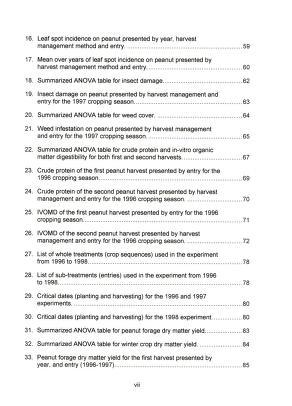 16. Leaf spot incidence on peanut presented by year, harvest
management method and entry. ........59
17. Mean over years of leaf spot incidence on peanut presented by
harvest management method and entry. ........60
18. Summarized ANOVA table for insect damage. ........62
19. Insect damage on peanut presented by harvest management and
entry for the 1997 cropping season. ........63
20. Summarized ANOVA table for weed cover. ........64
21. Weed infestation on peanut presented by harvest management
and entry for the 1997 cropping season. ........65
22. Summarized ANOVA table for crude protein and in-vitro organic
matter digestibility for both first and second harvests. ........67
23. Crude protein of the first peanut harvest presented by entry for the
1996 cropping season. ........69
24. Crude protein of the second peanut harvest presented by harvest
management and entry for the 1996 cropping season. ........70
25. IVOMD of the first peanut harvest presented by entry for the 1996
cropping season. ........71
26. IVOMD of the second peanut harvest presented by harvest
management and entry for the 1996 cropping season. ........72
27. List of whole treatments (crop sequences) used in the experiment
from 1996 to 1998. ........78
28. List of sub-treatments (entries) used in the experiment from 1996
to 1998. ........78
29. Critical dates (planting and harvesting) for the 1996 and 1997
experiments. ........80
30. Critical dates (planting and harvesting) for the 1998 experiment ........80
31. Summarized ANOVA table for peanut forage dry matter yield. ........83
32. Summarized ANOVA table for winter crop dry matter yield. ........84
33. Peanut forage dry matter yield for the first harvest presented by
year, and entry (1996-1997). ........85
vii